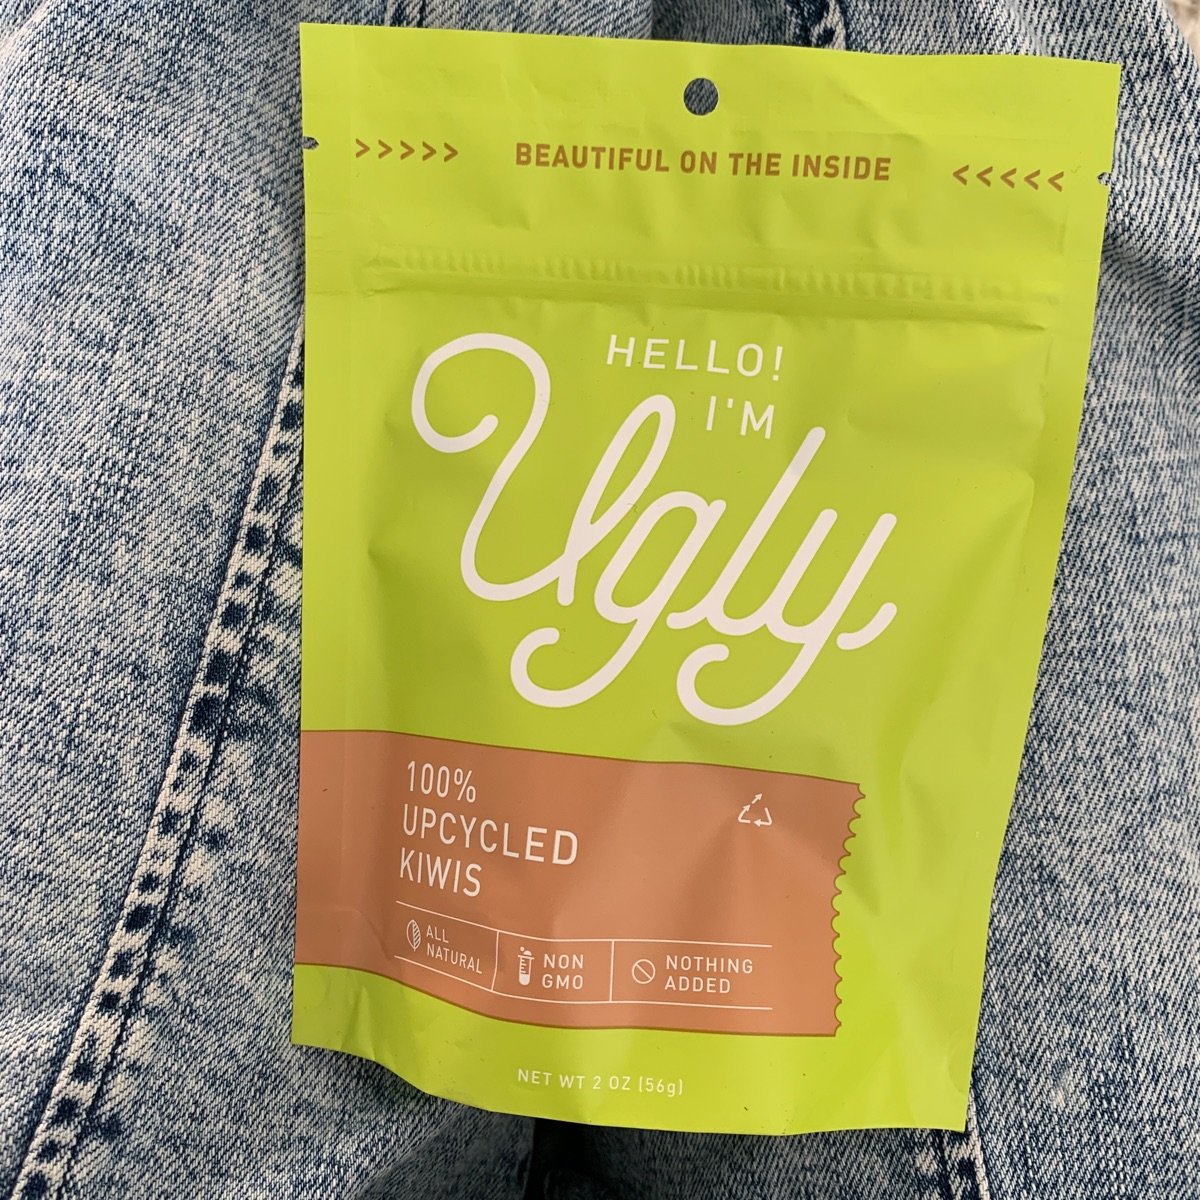 >>>>> BEAUTIFUL ON THE INSIDE <<<<<
HELLO!
I'M
Ugly
100%
UPCYCLED
KIWIS
ALL
NATURAL
NON
GMO
NOTHING
ADDED
NET WT 2 OZ (56g)